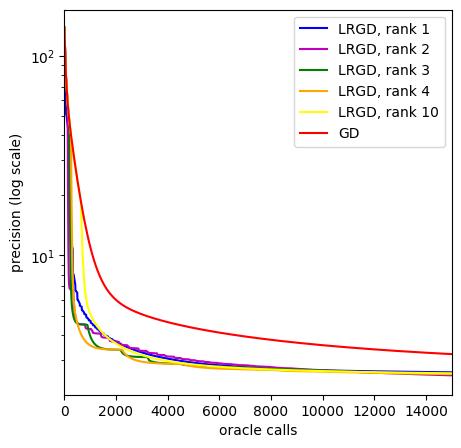 LRGD, rank 1
LRGD, rank 2
LRGD, rank 3
LRGD, rank 4
LRGD, rank 10
GD
10²
10¹
precision (log scale)
0 2000 4000 6000 8000 10000 12000 14000
oracle calls